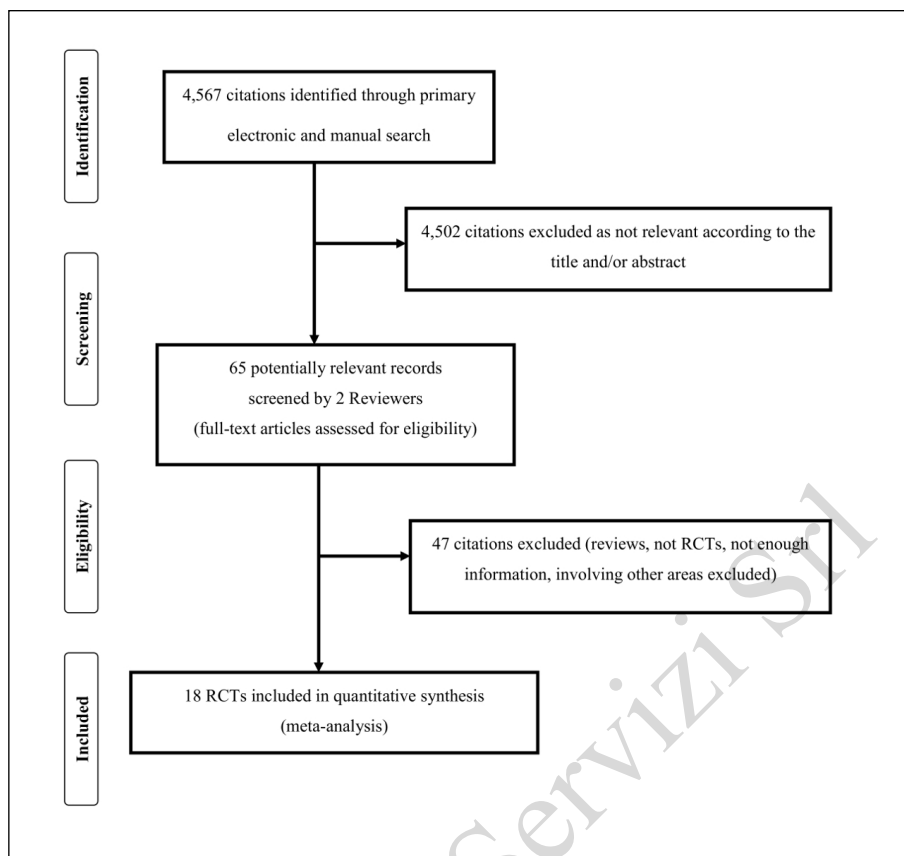 Identification
4,567 citations identified through primary
electronic and manual search
4,502 citations excluded as not relevant according to the
title and/or abstract
Screening
65 potentially relevant records
screened by 2 Reviewers
(full-text articles assessed for eligibility)
Eligibility
47 citations excluded (reviews, not RCTs, not enough
information, involving other areas excluded)
Included
18 RCTs included in quantitative synthesis
(meta-analysis)
Servizi Srl